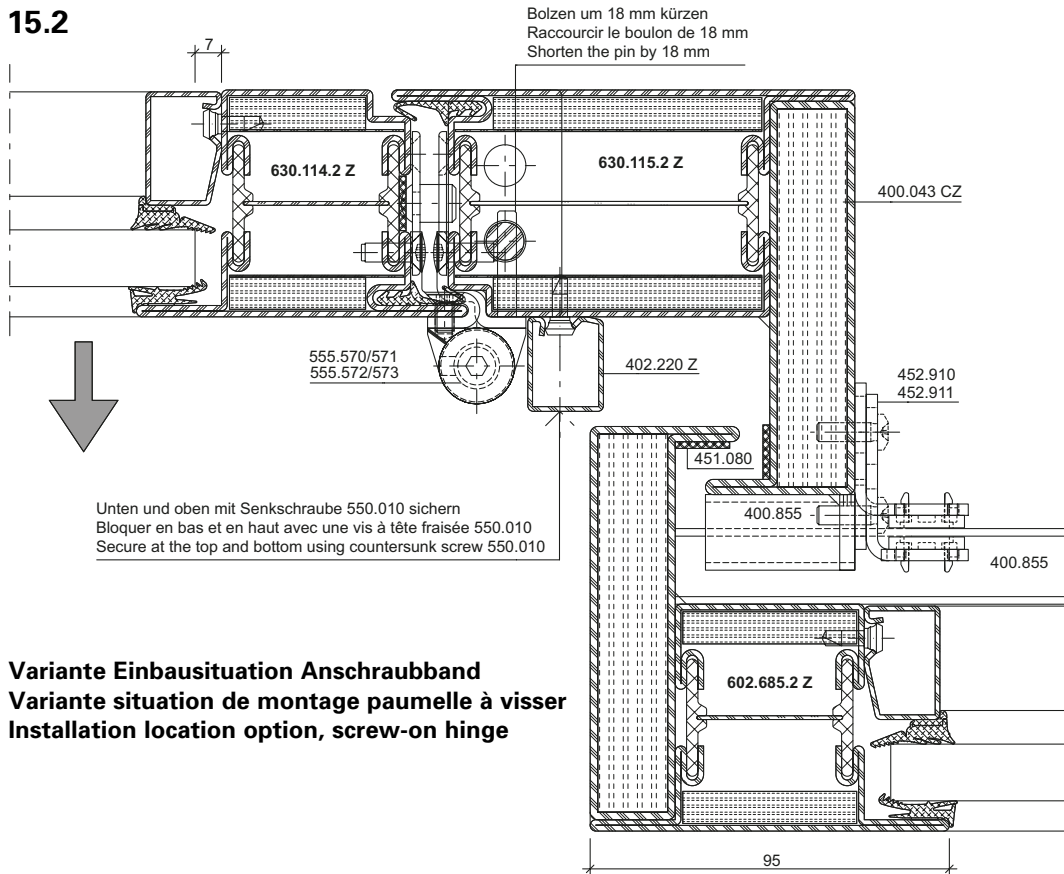 15.2
Bolzen um 18 mm kürzen
Raccourcir le boulon de 18 mm
Shorten the pin by 18 mm
7
630.114.2 Z
630.115.2 Z
400.043 CZ
555.570/571
555.572/573
402.220 Z
452.910
452.911
451.080
400.855
400.855
Unten und oben mit Senkschraube 550.010 sichern
Bloquer en bas et en haut avec une vis à tête fraisée 550.010
Secure at the top and bottom using countersunk screw 550.010
Variante Einbausituation Anschraubband
Variante situation de montage paumelle à visser
Installation location option, screw-on hinge
602.685.2 Z
95